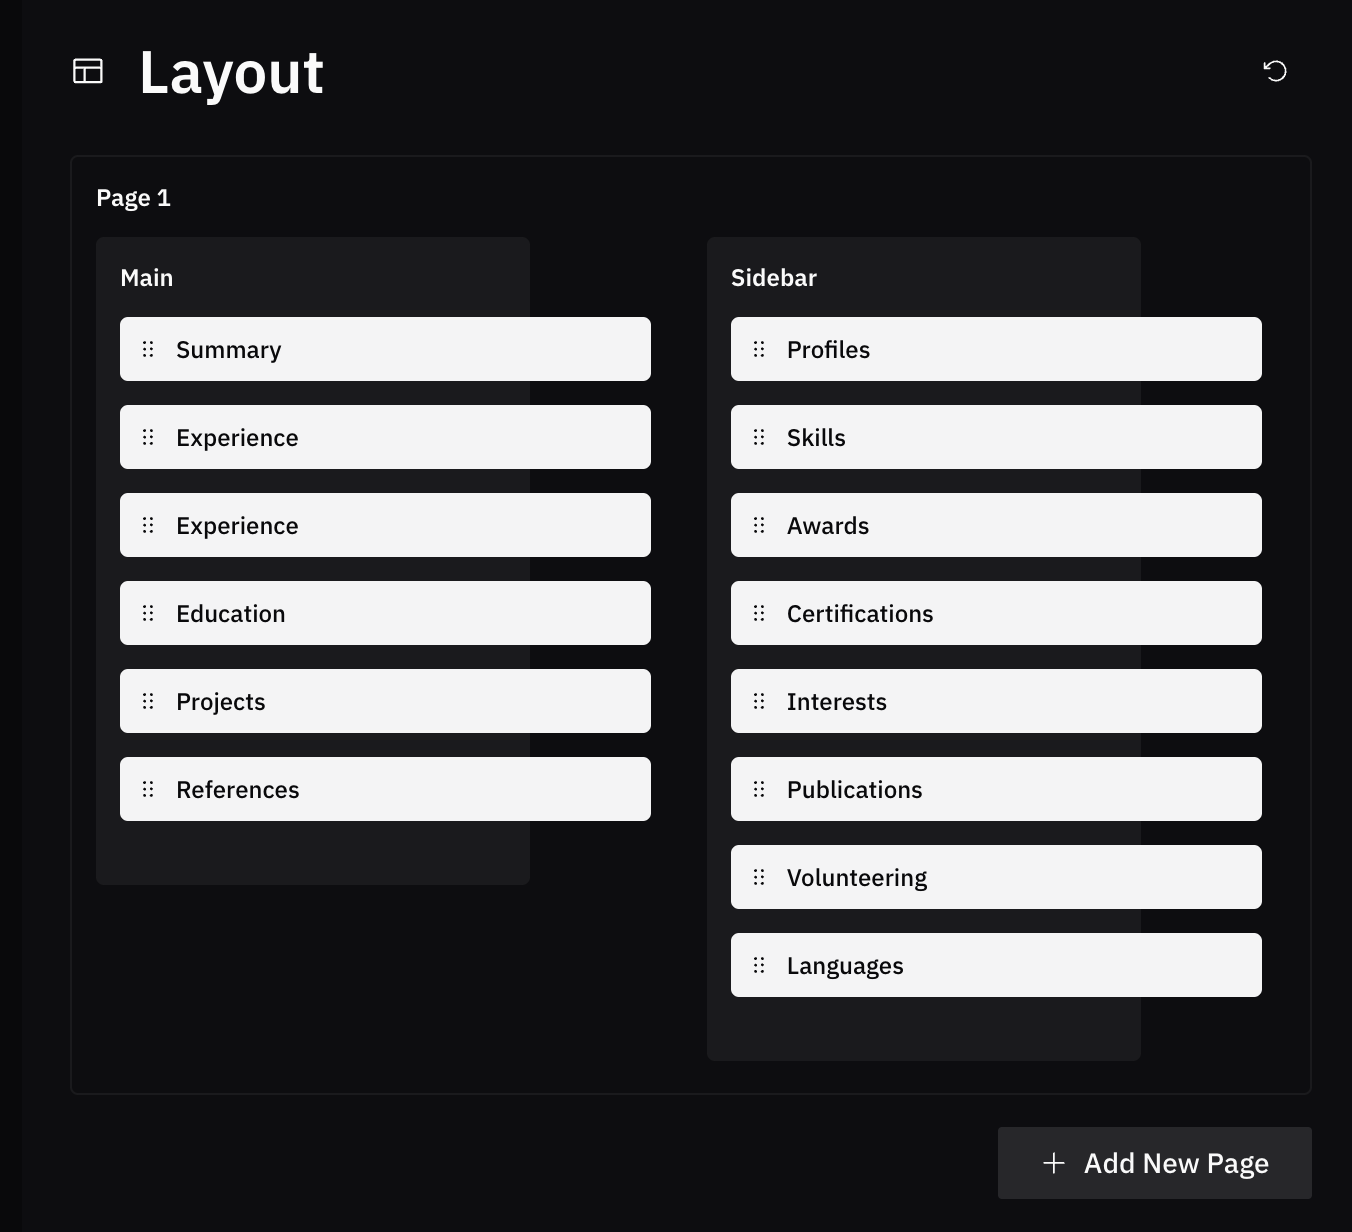 Layout
Page 1
Main
Summary
Experience
Experience
Education
Projects
References
Sidebar
Profiles
Skills
Awards
Certifications
Interests
Publications
Volunteering
Languages
Add New Page